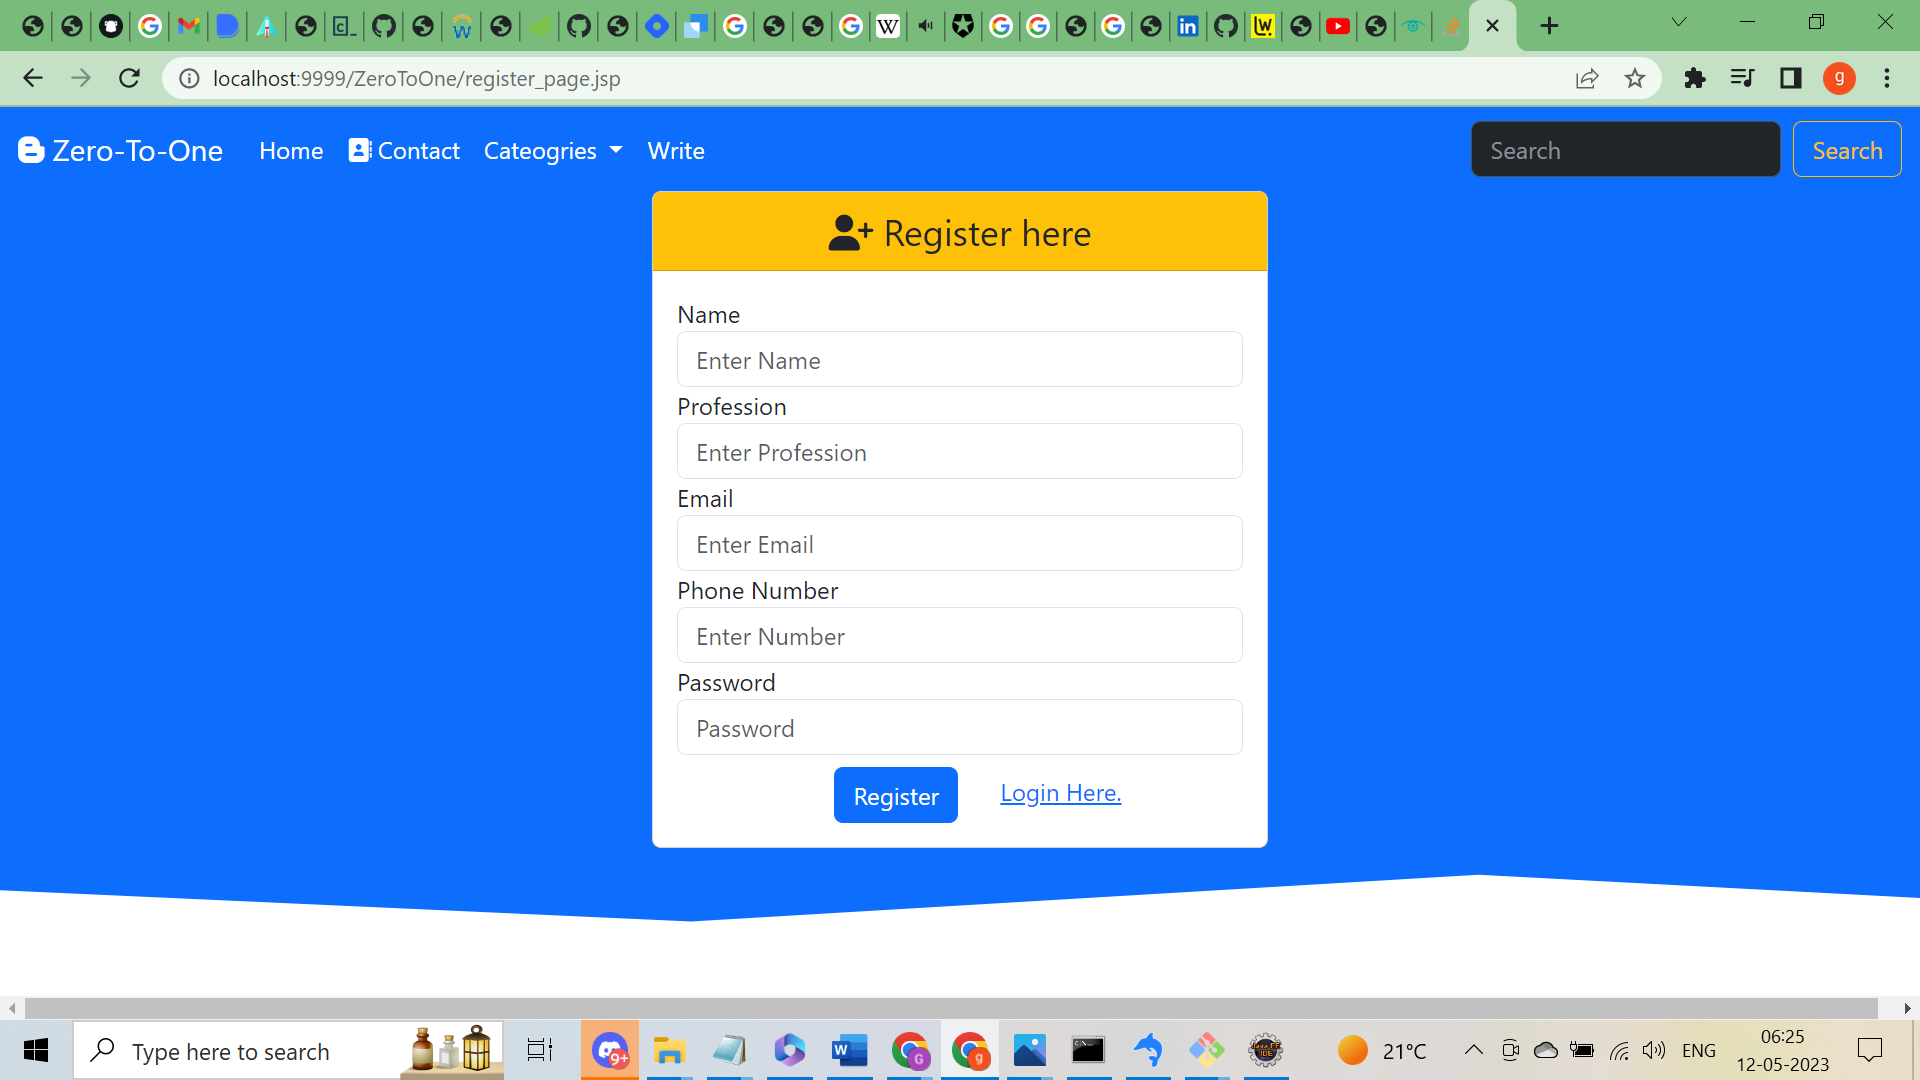 localhost:9999/ZeroToOne/register_page.jsp
g
Zero-To-One Home Contact Cateogries Write Search Search
Register here
Name
Enter Name
Profession
Enter Profession
Email
Enter Email
Phone Number
Enter Number
Password
Password
Register Login Here.
Type here to search 9+ G g 21°C ENG 06:25
12-05-2023